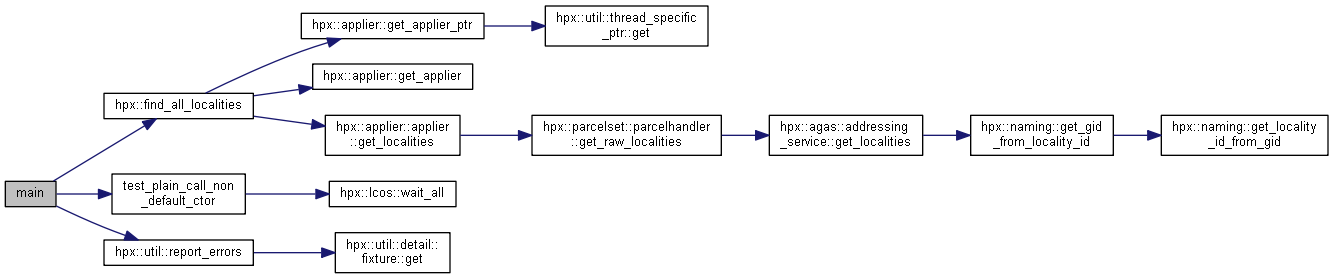 hpx::applier::get_applier_ptr
hpx::util::thread_specific
_ptr::get
hpx::applier::get_applier
hpx::find_all_localities
hpx::applier::applier
::get_localities
hpx::parcelset::parcelhandler
::get_raw_localities
hpx::agas::addressing
_service::get_localities
hpx::naming::get_gid
_from_locality_id
hpx::naming::get_locality
_id_from_gid
main
test_plain_call_non
_default_ctor
hpx::lcos::wait_all
hpx::util::report_errors
hpx::util::detail::
fixture::get